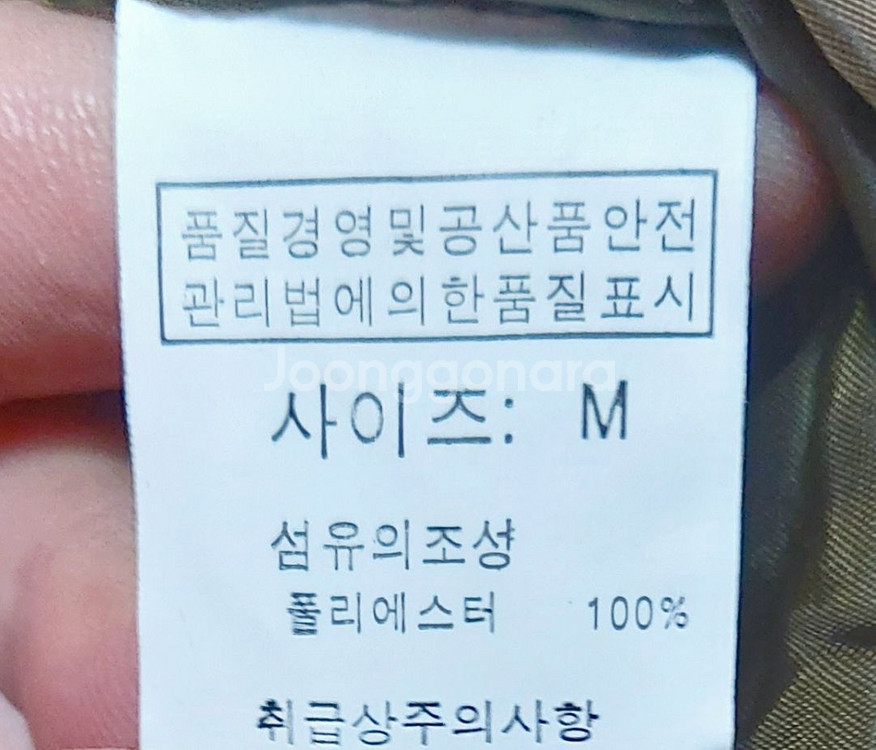 품질경영및공산품안전
관리법에의한품질표시
Joonggonara
사이즈: M
섬유의조성
폴리에스터 100%
취급상주의사항